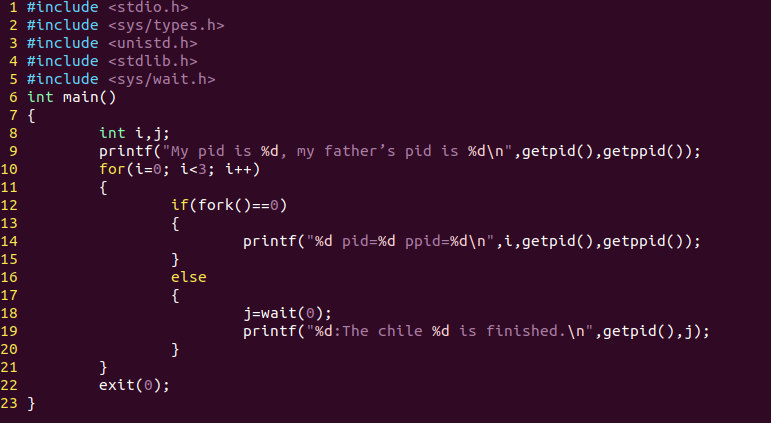 1 #include <stdio.h>
2 #include <sys/types.h>
3 #include <unistd.h>
4 #include <stdlib.h>
5 #include <sys/wait.h>
6 int main()
7 {
8         int i,j;
9         printf("My pid is %d, my father’s pid is %d\n",getpid(),getppid());
10         for(i=0; i<3; i++)
11         {
12                 if(fork()==0)
13                 {
14                         printf("%d pid=%d ppid=%d\n",i,getpid(),getppid());
15                 }
16                 else
17                 {
18                         j=wait(0);
19                         printf("%d:The chile %d is finished.\n",getpid(),j);
20                 }
21         }
22         exit(0);
23 }